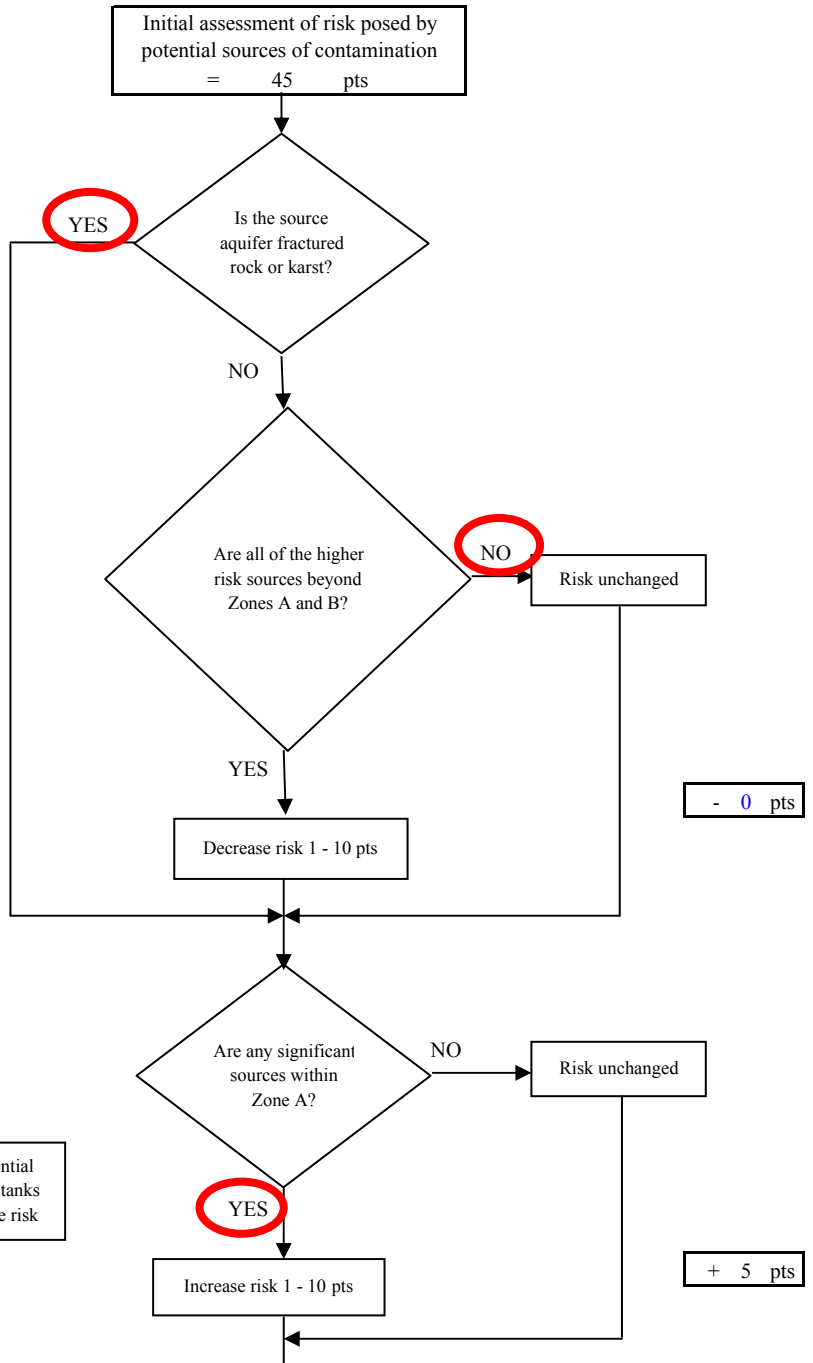 Initial assessment of risk posed by
potential sources of contamination
= 45 pts
YES
Is the source
aquifer fractured
rock or karst?
NO
Are all of the higher
risk sources beyond
Zones A and B?
NO
Risk unchanged
YES
- 0 pts
Decrease risk 1 - 10 pts
Are any significant
sources within
Zone A?
NO
Risk unchanged
ential
tanks
e risk
YES
+ 5 pts
Increase risk 1 - 10 pts